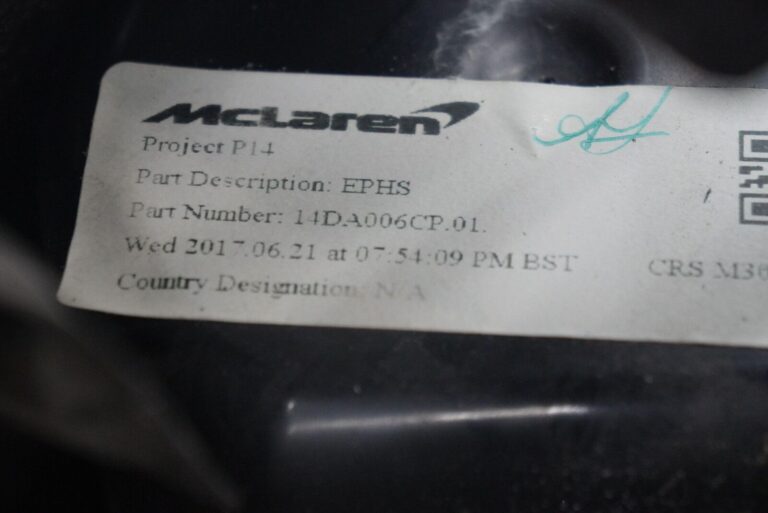 McLaren
Project P14
Part Description: EPHS
Part Number: 14DA006CP.01.
Wed 2017.06.21 at 07:54:09 PM BST
CRS M30
Country Designation: N/A